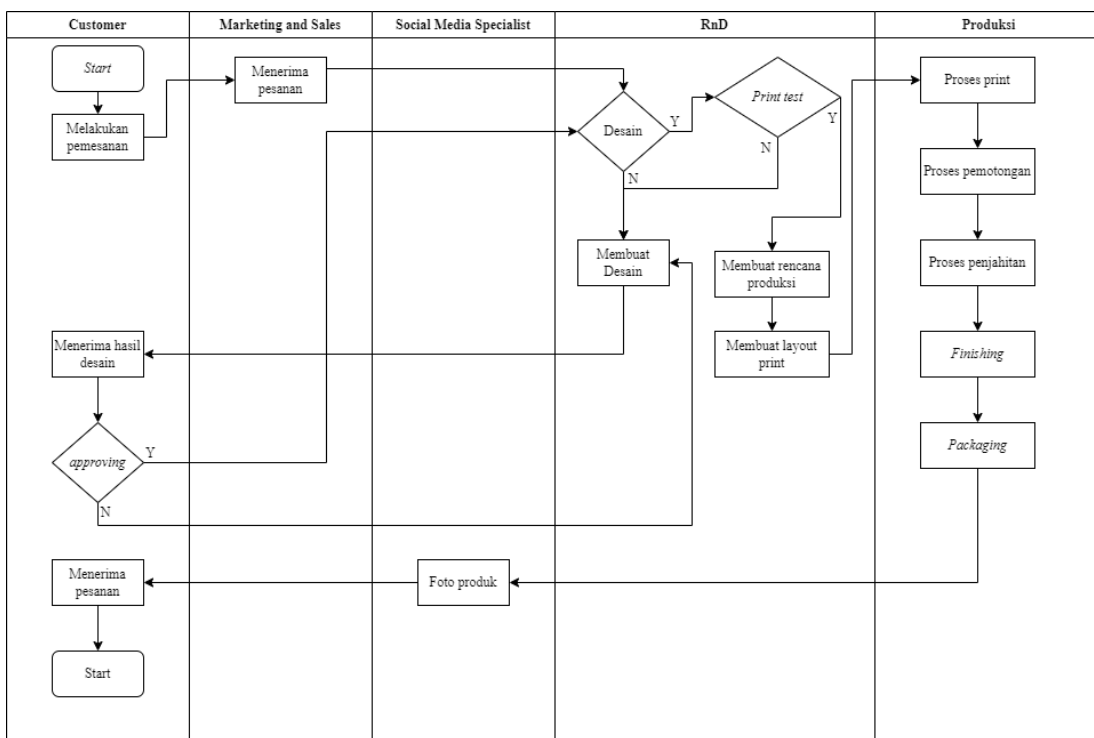 Customer
Marketing and Sales
Social Media Specialist
RnD
Produksi
Start
Melakukan
pemesanan
Menerima
pesanan
Desain
Y
N
Print test
Y
N
Membuat
Desain
Membuat rencana
produksi
Membuat layout
print
Proses print
Proses pemotongan
Proses penjahitan
Finishing
Packaging
Menerima hasil
desain
approving
Y
N
Foto produk
Menerima
pesanan
Start